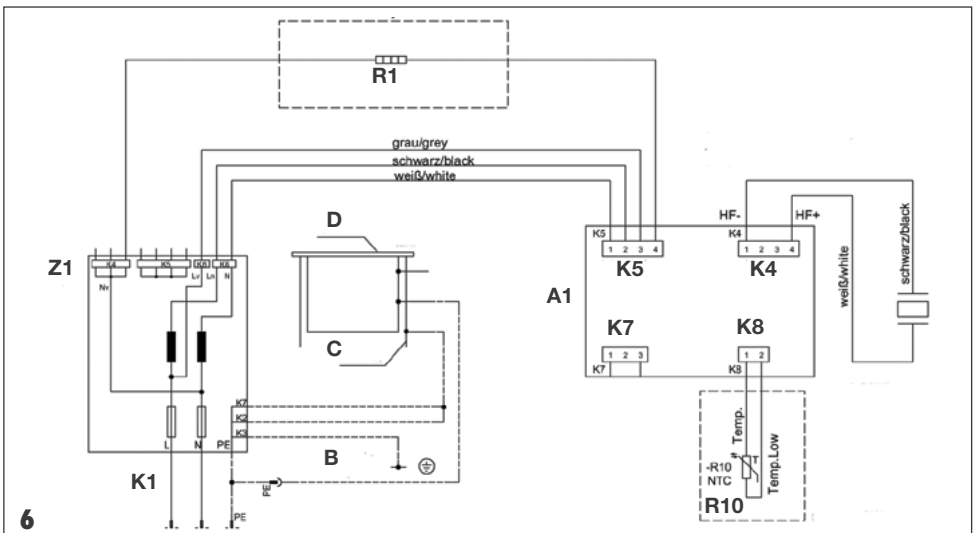 R1
grau/grey
schwarz/black
weiß/white
D
HF-
HF+
K5
K4
1 2 3 4
1 2 3 4
K5
K4
Z1
K4
K5
K8
K6
Nv
Lv
Ln
N
A1
weiß/white
schwarz/black
C
K7
K8
1 2 3
1 2
K7
K8
K7
K2
K3
L
N
PE
B
K1
PE
PE
Temp.
Temp.Low
T
-R10
NTC
R10
6